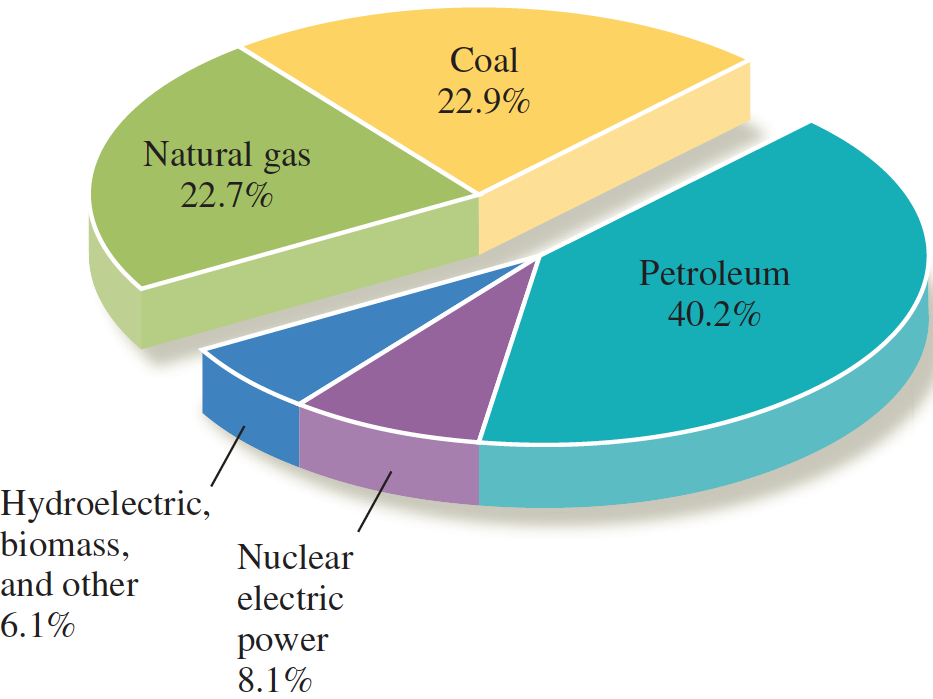 Coal
22.9%
Natural gas
22.7%
Petroleum
40.2%
Hydroelectric,
biomass,
and other
6.1%
Nuclear
electric
power
8.1%